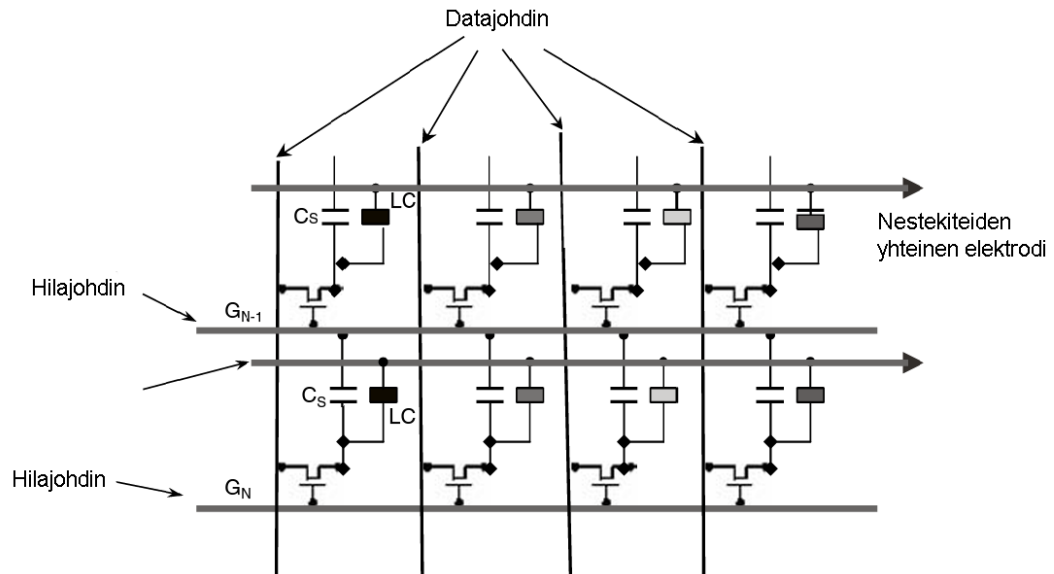 Datajohdin
LC
Cs
Nestekiteiden
yhteinen elektrodi
Hilajohdin
GN-1
CS
LC
Hilajohdin
GN